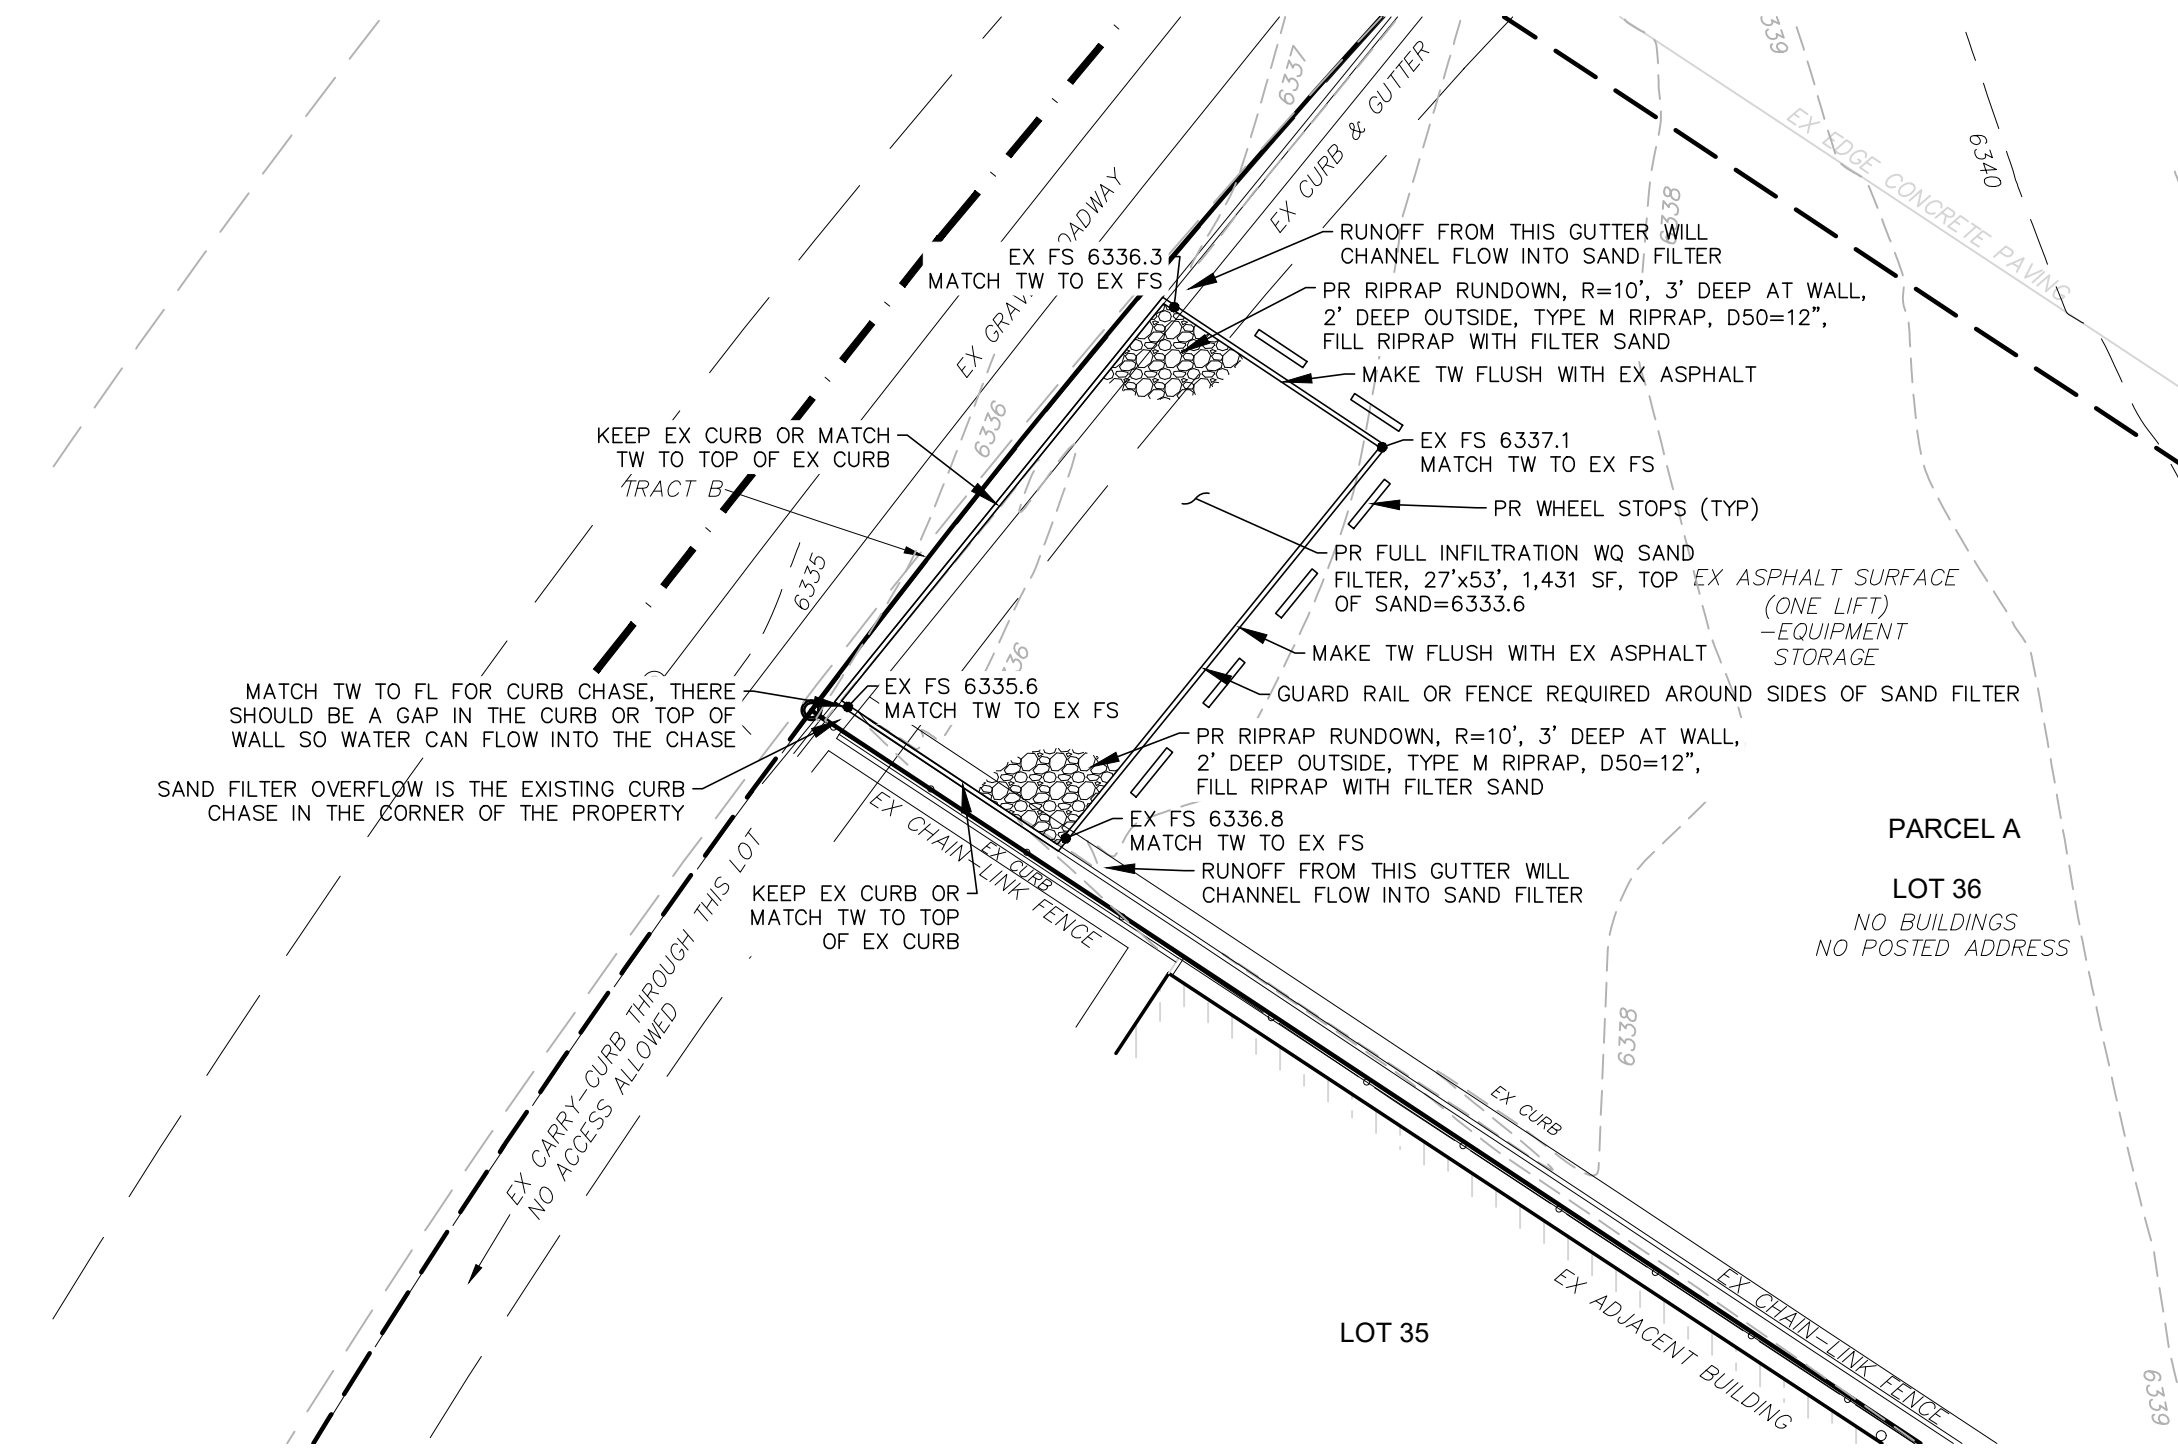 6337
339
EX CURB & GUTTER
EX EDGE CONCRETE PAVING
6340
6338
EX GRAV
OADWAY
EX FS 6336.3
MATCH TW TO EX FS
RUNOFF FROM THIS GUTTER WILL
CHANNEL FLOW INTO SAND FILTER
PR RIPRAP RUNDOWN, R=10', 3' DEEP AT WALL,
2' DEEP OUTSIDE, TYPE M RIPRAP, D50=12",
FILL RIPRAP WITH FILTER SAND
MAKE TW FLUSH WITH EX ASPHALT
6336
KEEP EX CURB OR MATCH
TW TO TOP OF EX CURB
TRACT B
EX FS 6337.1
MATCH TW TO EX FS
PR WHEEL STOPS (TYP)
6335
PR FULL INFILTRATION WQ SAND
FILTER, 27'x53', 1,431 SF, TOP
OF SAND=6333.6
EX ASPHALT SURFACE
(ONE LIFT)
-EQUIPMENT
STORAGE
MAKE TW FLUSH WITH EX ASPHALT
36
GUARD RAIL OR FENCE REQUIRED AROUND SIDES OF SAND FILTER
MATCH TW TO FL FOR CURB CHASE, THERE
SHOULD BE A GAP IN THE CURB OR TOP OF
WALL SO WATER CAN FLOW INTO THE CHASE
EX FS 6335.6
MATCH TW TO EX FS
PR RIPRAP RUNDOWN, R=10', 3' DEEP AT WALL,
2' DEEP OUTSIDE, TYPE M RIPRAP, D50=12",
FILL RIPRAP WITH FILTER SAND
SAND FILTER OVERFLOW IS THE EXISTING CURB
CHASE IN THE CORNER OF THE PROPERTY
EX FS 6336.8
MATCH TW TO EX FS
PARCEL A
RUNOFF FROM THIS GUTTER WILL
CHANNEL FLOW INTO SAND FILTER
LOT 36
NO BUILDINGS
NO POSTED ADDRESS
EX CHAIN-LINK FENCE
EX CURB
KEEP EX CURB OR
MATCH TW TO TOP
OF EX CURB
EX CARRY-CURB THROUGH THIS LOT
NO ACCESS ALLOWED
6338
EX CURB
EX CHAIN-LINK FENCE
EX ADJACENT BUILDING
LOT 35
6339